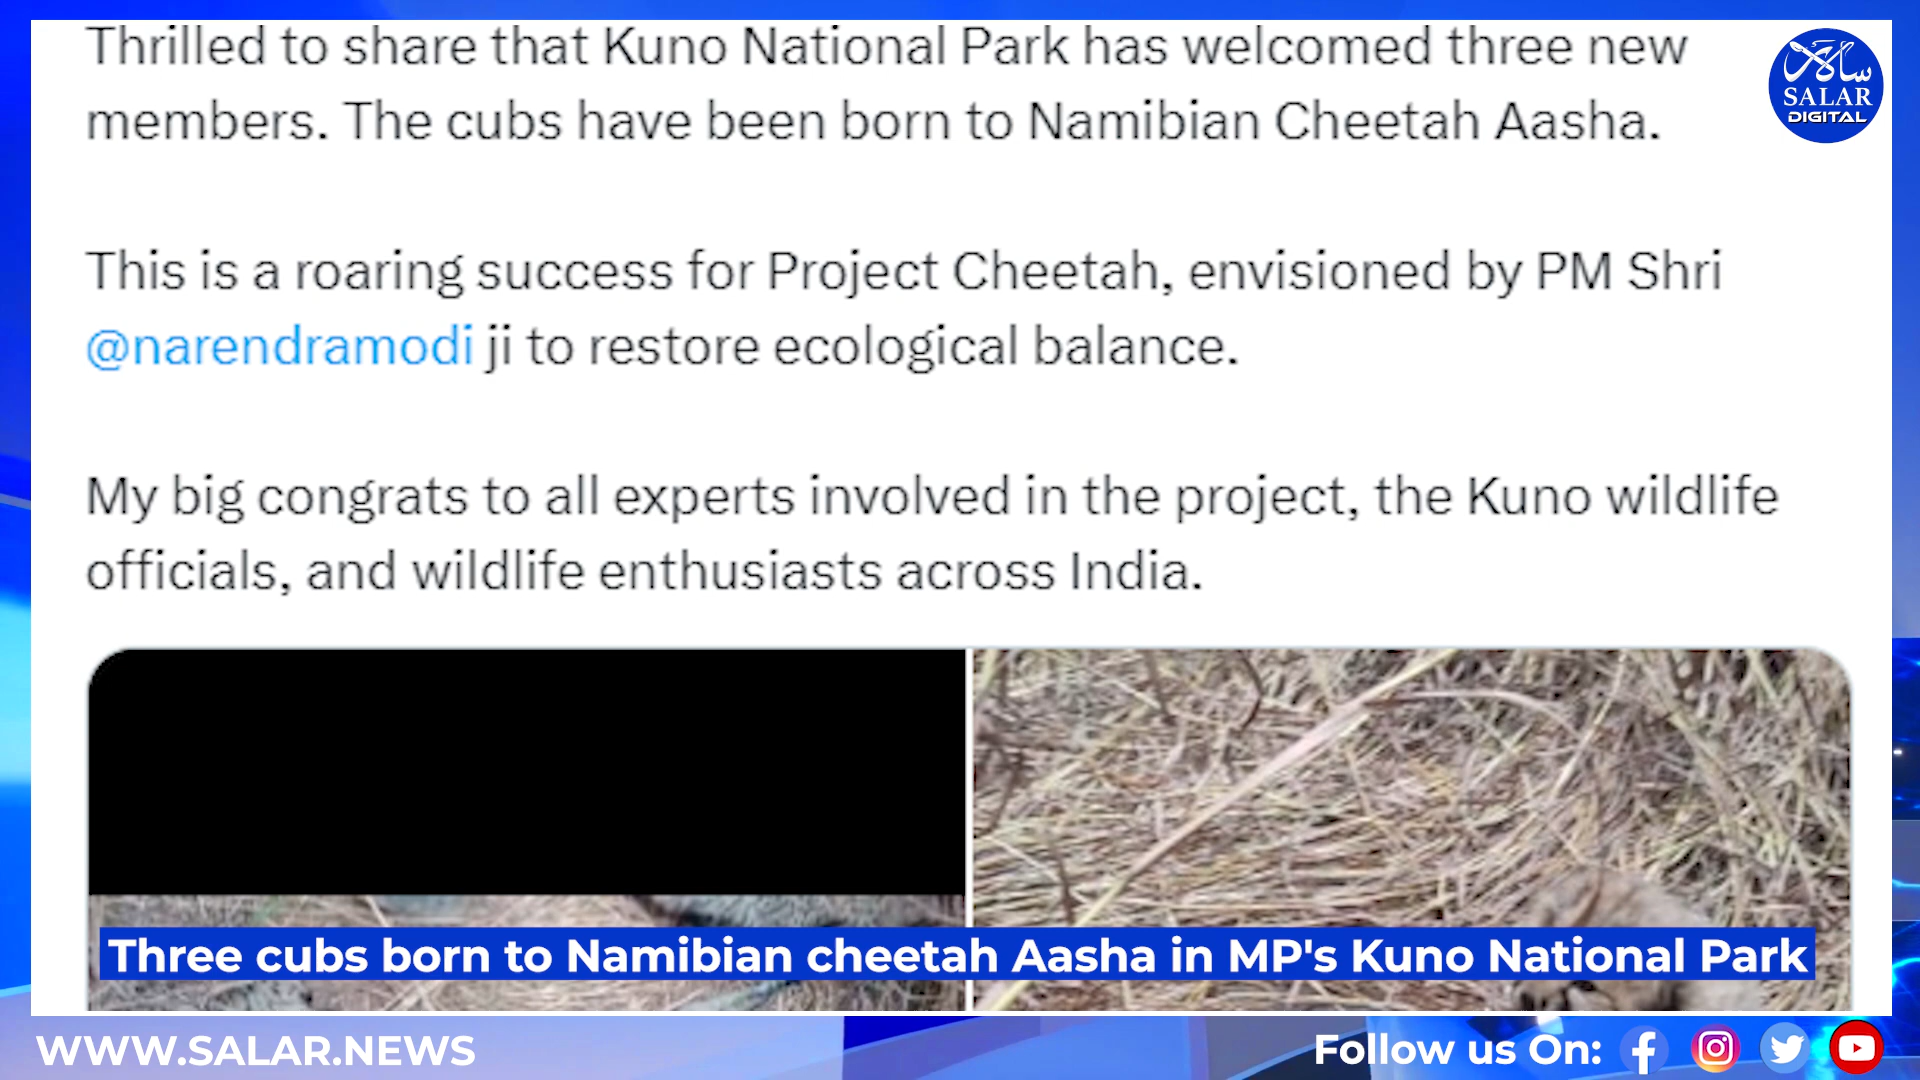 Thrilled to share that Kuno National Park has welcomed three new
members. The cubs have been born to Namibian Cheetah Aasha.
This is a roaring success for Project Cheetah, envisioned by PM Shri
@narendramodi ji to restore ecological balance.
My big congrats to all experts involved in the project, the Kuno wildlife
officials, and wildlife enthusiasts across India.
سالار
SALAR
DIGITAL
Three cubs born to Namibian cheetah Aasha in MP's Kuno National Park
WWW.SALAR.NEWS
Follow us On: